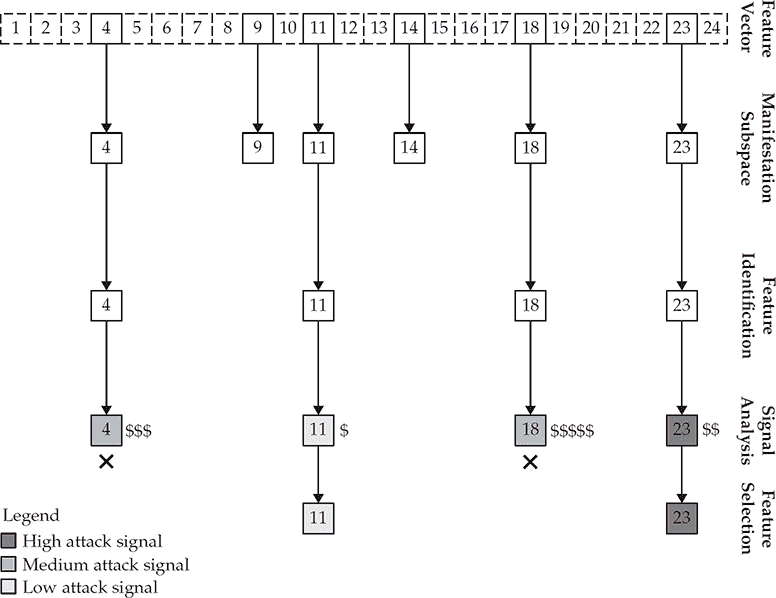 1 2 3 4 5 6 7 8 9 10 11 12 13 14 15 16 17 18 19 20 21 22 23 24
Feature
Vector
4 9 11 14 18 23
Manifestation
Subspace
4 11 18 23
Feature
Identification
4 $$$ 11 $ 18 $$$$$ 23 $$
Signal
Analysis
11 23
Feature
Selection
Legend
High attack signal
Medium attack signal
Low attack signal